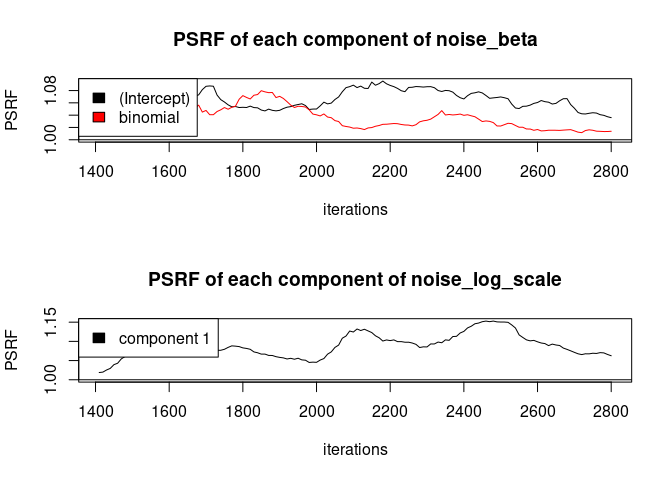 PSRF of each component of noise_beta
PSRF
1.00 1.08
(Intercept)
binomial
1400 1600 1800 2000 2200 2400 2600 2800
iterations
PSRF of each component of noise_log_scale
PSRF
1.00 1.15
component 1
1400 1600 1800 2000 2200 2400 2600 2800
iterations